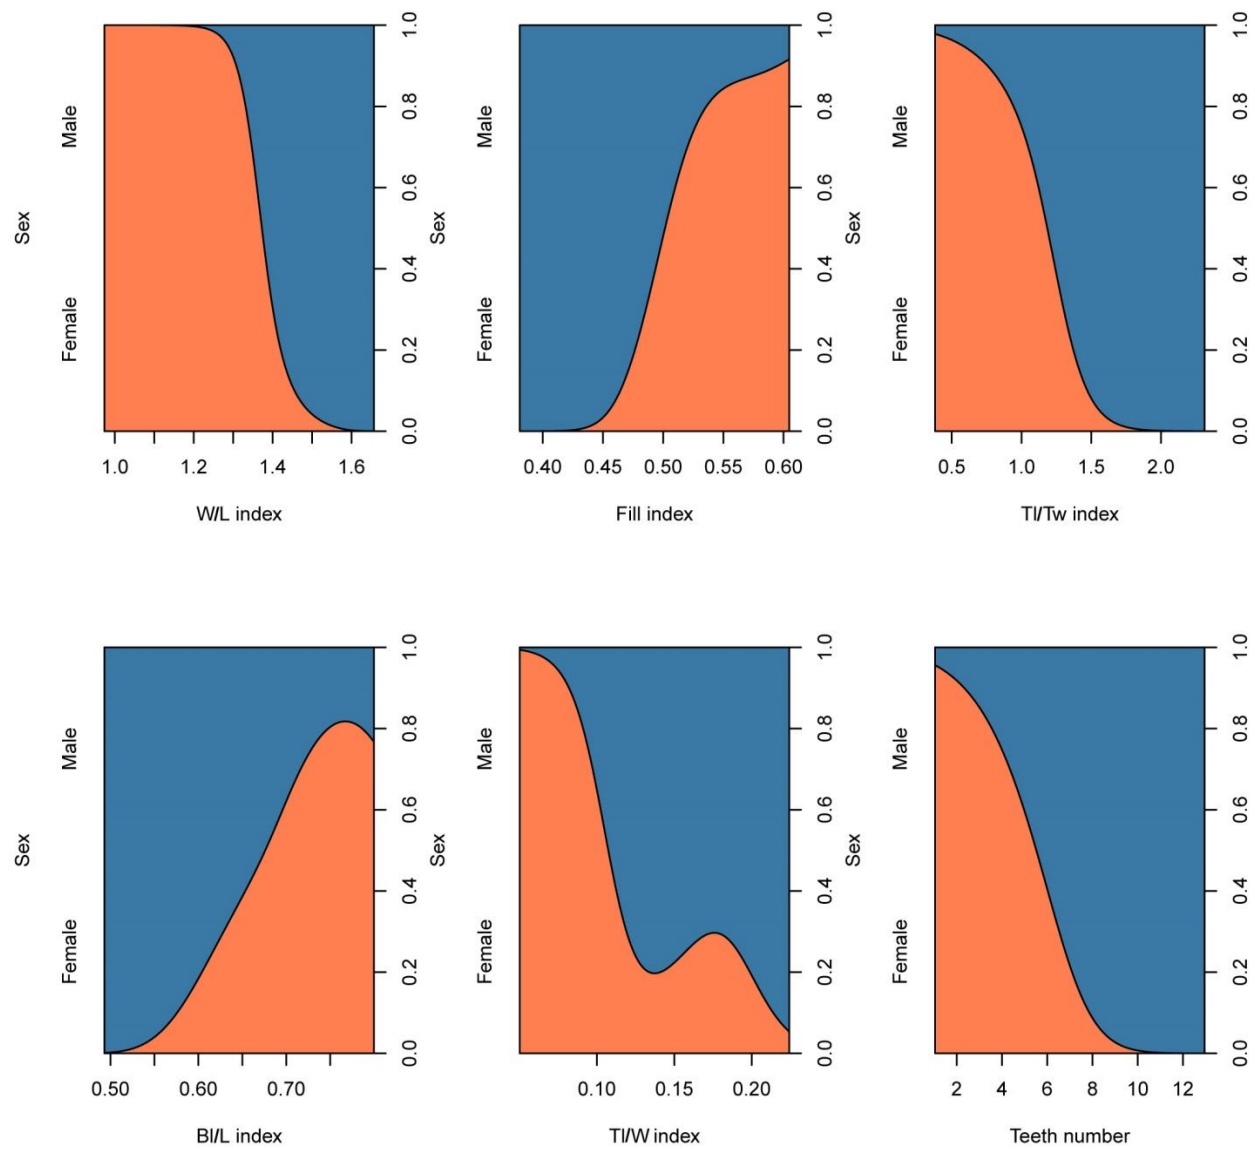 Sex
Female Male
0.0 0.2 0.4 0.6 0.8 1.0
1.0 1.2 1.4 1.6
W/L index
Sex
Female Male
0.0 0.2 0.4 0.6 0.8 1.0
0.40 0.45 0.50 0.55 0.60
Fill index
Sex
Female Male
0.0 0.2 0.4 0.6 0.8 1.0
0.5 1.0 1.5 2.0
Tl/Tw index
Sex
Female Male
0.0 0.2 0.4 0.6 0.8 1.0
0.50 0.60 0.70
Bl/L index
Sex
Female Male
0.0 0.2 0.4 0.6 0.8 1.0
0.10 0.15 0.20
Tl/W index
Sex
Female Male
0.0 0.2 0.4 0.6 0.8 1.0
2 4 6 8 10 12
Teeth number